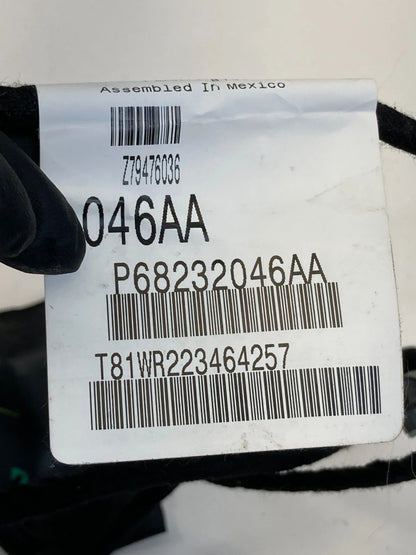 Assembled In Mexico
Z79476036
046AA
P68232046AA
T81WR223464257